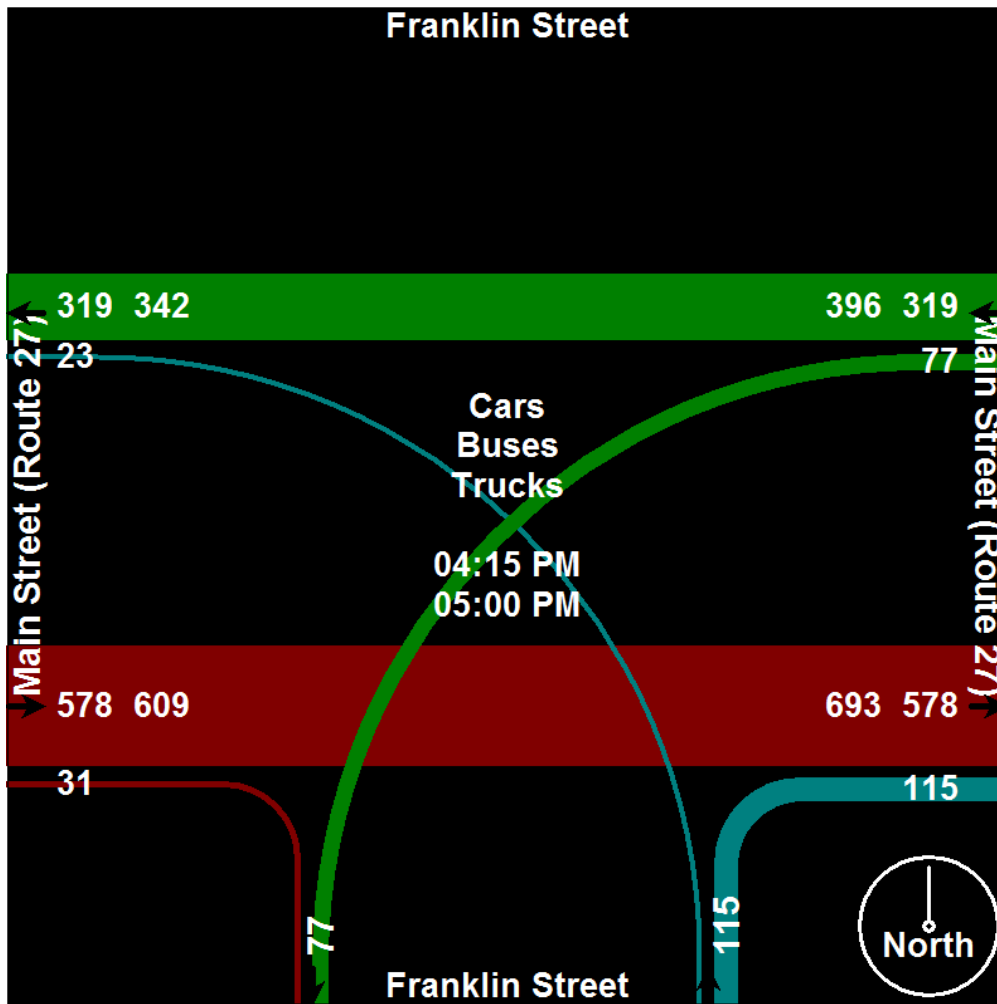 Franklin Street
319 342
396 319
23
77
Main Street (Route 27)
Main Street (Route 27)
Cars
Buses
Trucks
04:15 PM
05:00 PM
578 609
693 578
31
115
77
115
North
Franklin Street